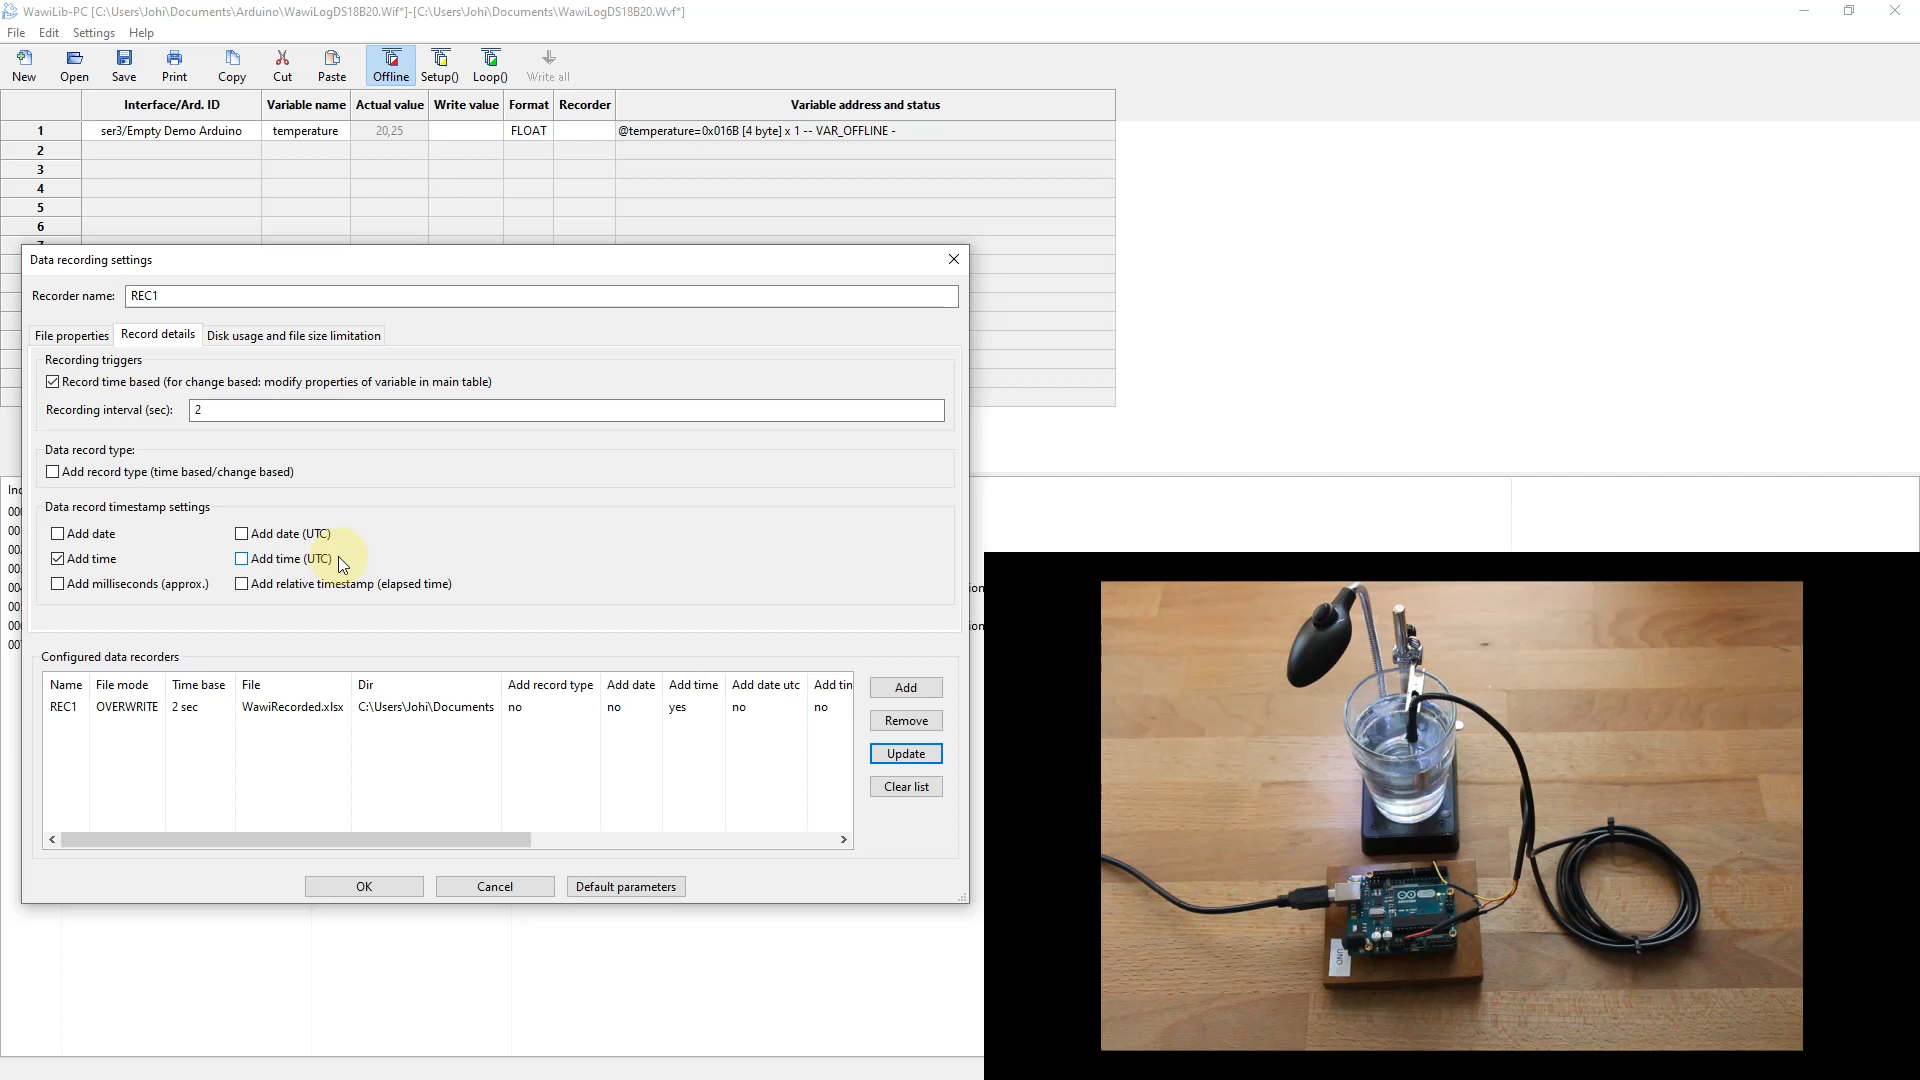 WawiLib-PC [C:\Users\Johi\Documents\Arduino\WawiLogDS18B20.Wif*]-[C:\Users\Johi\Documents\WawiLogDS18B20.Wvf*]
File Edit Settings Help
New Open Save Print Copy Cut Paste Offline Setup() Loop() Write all
Interface/Ard. ID Variable name Actual value Write value Format Recorder Variable address and status
1 ser3/Empty Demo Arduino temperature 20,25 FLOAT @temperature=0x016B [4 byte] x 1 -- VAR_OFFLINE -
2
3
4
5
6
Data recording settings
Recorder name: REC1
File properties Record details Disk usage and file size limitation
Recording triggers
Record time based (for change based: modify properties of variable in main table)
Recording interval (sec): 2
Data record type:
Add record type (time based/change based)
Data record timestamp settings
Add date Add date (UTC)
Add time Add time (UTC)
Add milliseconds (approx.) Add relative timestamp (elapsed time)
Configured data recorders
Name File mode Time base File Dir Add record type Add date Add time Add date utc Add tin
REC1 OVERWRITE 2 sec WawiRecorded.xlsx C:\Users\Johi\Documents no no yes no no
Add
Remove
Update
Clear list
OK Cancel Default parameters
UNO
ARDUINO